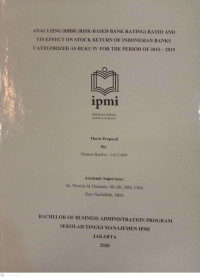 ANALYZING RBBR (RISK-BASED BANK RATING) RATIO AND
ITS EFFECT ON STOCK RETURN OF INDONESIAN BANKS
CATEGORIZED AS BUKU IV FOR THE PERIOD OF 2015 – 2019
ipmi
Thesis Proposal
By:
Academic Supervisor:
BACHELOR OF BUSINESS ADMINISTRATION PROGRAM
SEKOLAH TINGGI MANAJEMEN IPMI
JAKARTA
2020